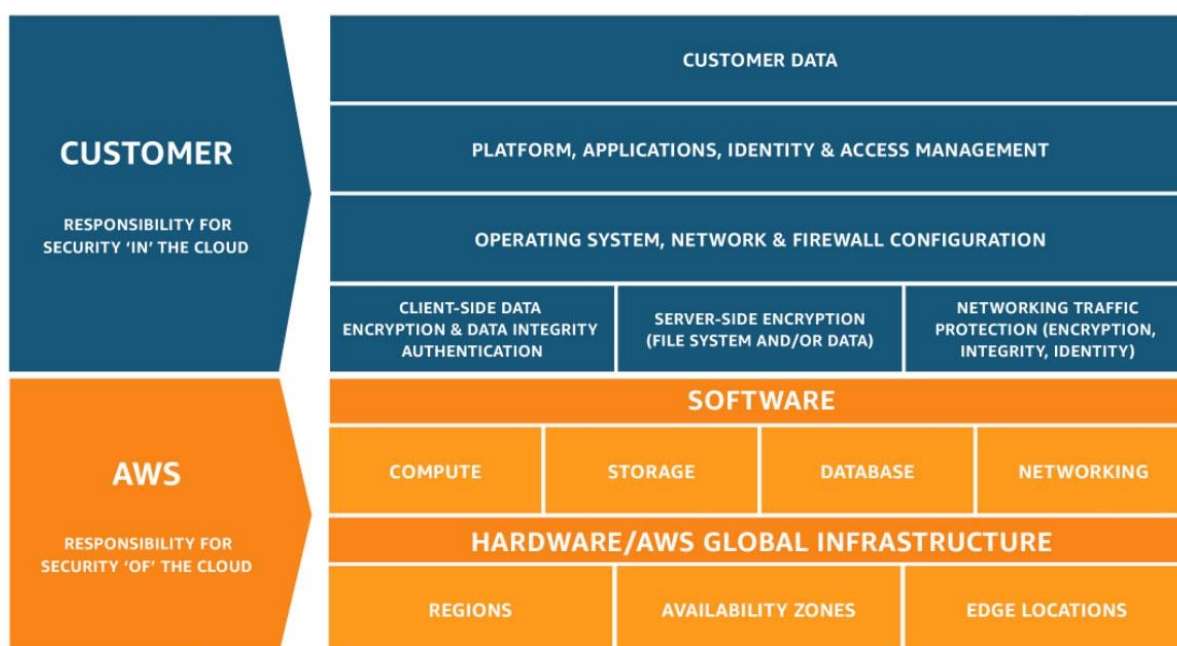 CUSTOMER
RESPONSIBILITY FOR
SECURITY ‘IN’ THE CLOUD
CUSTOMER DATA
PLATFORM, APPLICATIONS, IDENTITY & ACCESS MANAGEMENT
OPERATING SYSTEM, NETWORK & FIREWALL CONFIGURATION
CLIENT-SIDE DATA
ENCRYPTION & DATA INTEGRITY
AUTHENTICATION
SERVER-SIDE ENCRYPTION
(FILE SYSTEM AND/OR DATA)
NETWORKING TRAFFIC
PROTECTION (ENCRYPTION,
INTEGRITY, IDENTITY)
AWS
RESPONSIBILITY FOR
SECURITY ‘OF’ THE CLOUD
SOFTWARE
COMPUTE
STORAGE
DATABASE
NETWORKING
HARDWARE/AWS GLOBAL INFRASTRUCTURE
REGIONS
AVAILABILITY ZONES
EDGE LOCATIONS